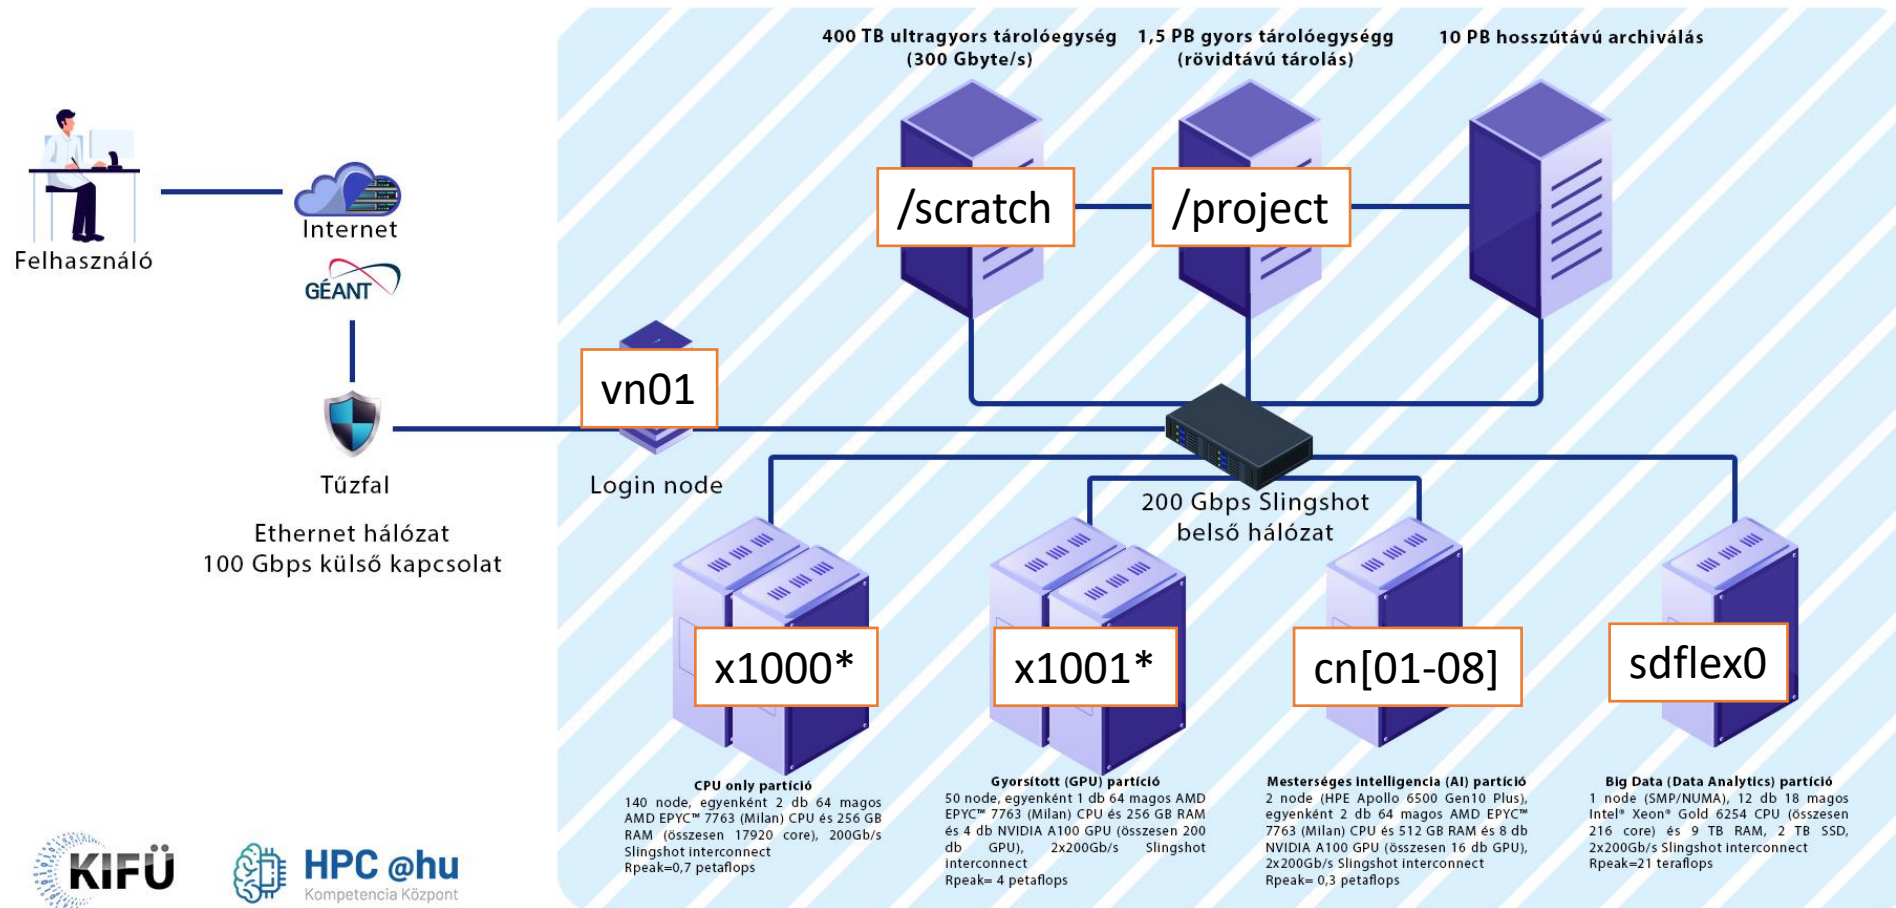 400 TB ultragyors tárolóegység
(300 Gbyte/s)
1,5 PB gyors tárolóegységg
(rövidtávú tárolás)
10 PB hosszútávú archiválás
/scratch
/project
Felhasználó
Internet
GÉANT
vn01
Tűzfal
Login node
Ethernet hálózat
100 Gbps külső kapcsolat
200 Gbps Slingshot
belső hálózat
x1000*
x1001*
cn[01-08]
sdflex0
CPU only partíció
140 node, egyenként 2 db 64 magos
AMD EPYC™ 7763 (Milan) CPU és 256 GB
RAM (összesen 17920 core), 200Gb/s
Slingshot interconnect
Rpeak=0,7 petaflops
Gyorsított (GPU) partíció
50 node, egyenként 1 db 64 magos AMD
EPYC™ 7763 (Milan) CPU és 256 GB RAM
és 4 db NVIDIA A100 GPU (összesen 200
db GPU), 2x200Gb/s Slingshot
interconnect
Rpeak= 4 petaflops
Mesterséges intelligencia (AI) partíció
2 node (HPE Apollo 6500 Gen10 Plus),
egyenként 2 db 64 magos AMD EPYC™
7763 (Milan) CPU és 512 GB RAM és 8 db
NVIDIA A100 GPU (összesen 16 db GPU),
2x200Gb/s Slingshot interconnect
Rpeak= 0,3 petaflops
Big Data (Data Analytics) partíció
1 node (SMP/NUMA), 12 db 18 magos
Intel® Xeon® Gold 6254 CPU (összesen
216 core) és 9 TB RAM, 2 TB SSD,
2x200Gb/s Slingshot interconnect
Rpeak=21 teraflops
KIFÜ
HPC @hu
Kompetencia Központ